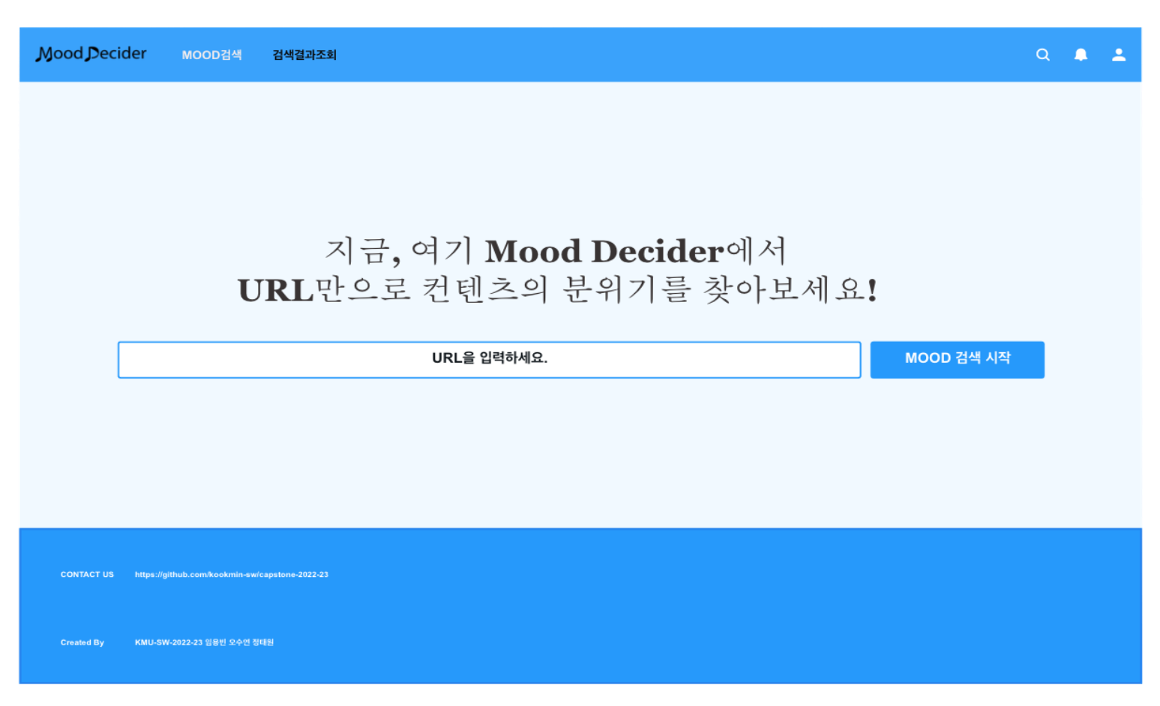 Mood Decider
MOOD검색
검색결과조회
지금, 여기 Mood Decider에서
URL만으로 컨텐츠의 분위기를 찾아보세요!
URL을 입력하세요.
MOOD 검색 시작
CONTACT US
https://github.com/kookmin-sw/capstone-2022-23
Created By
KMU-SW-2022-23 임용빈 오수연 정태원